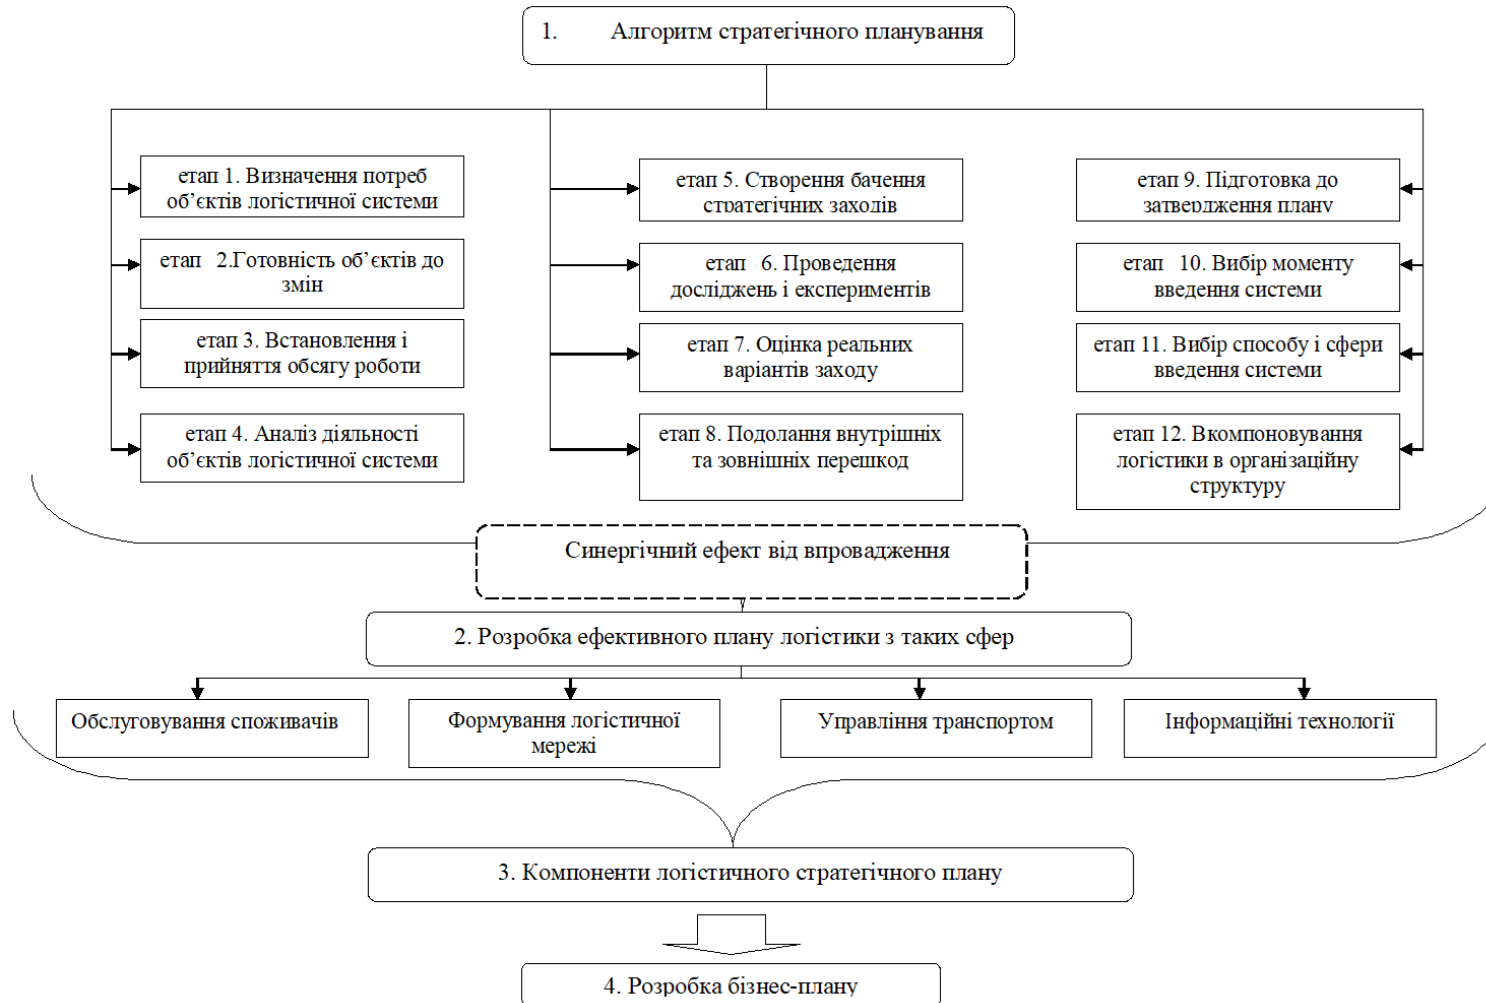 1. Алгоритм стратегічного планування
етап 1. Визначення потреб
об’єктів логістичної системи
етап 2.Готовність об’єктів до
змін
етап 3. Встановлення і
прийняття обсягу роботи
етап 4. Аналіз діяльності
об’єктів логістичної системи
етап 5. Створення бачення
стратегічних заходів
етап 6. Проведення
досліджень і експериментів
етап 7. Оцінка реальних
варіантів заходу
етап 8. Подолання внутрішніх
та зовнішніх перешкод
етап 9. Підготовка до
затвердження плану
етап 10. Вибір моменту
введення системи
етап 11. Вибір способу і сфери
введення системи
етап 12. Вкомпоновування
логістики в організаційну
структуру
Синергічний ефект від впровадження
2. Розробка ефективного плану логістики з таких сфер
Обслуговування споживачів
Формування логістичної
мережі
Управління транспортом
Інформаційні технології
3. Компоненти логістичного стратегічного плану
4. Розробка бізнес-плану